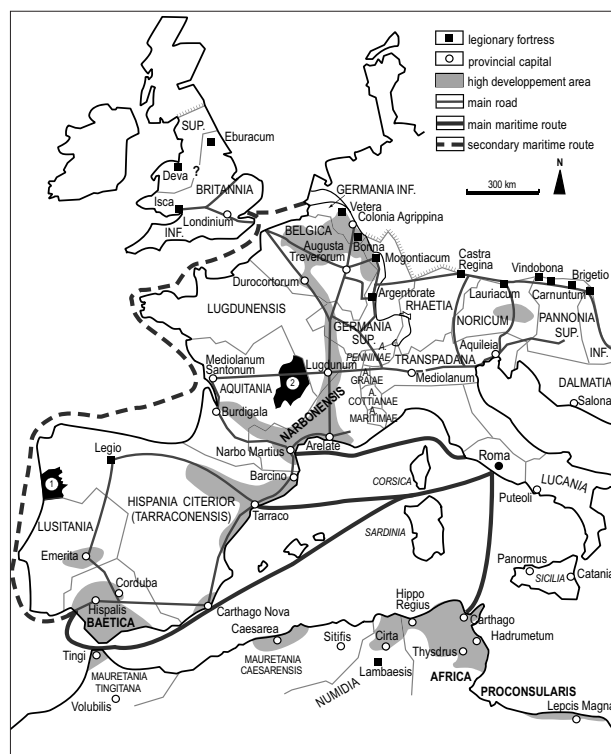 legionary fortress
provincial capital
high developpement area
main road
main maritime route
secondary maritime route
N
300 km
SUP.
Eburacum
Deva
?
BRITANNIA
Isca
Londinium
INF.
GERMANIA INF.
Vetera
Colonia Agrippina
BELGICA
Bonna
Augusta
Treverorum
Mogontiacum
Durocortorum
Castra
Regina
Vindobona
Brigetio
Lauriacum
Carnuntum
Argentorate
RHAETIA
LUGDUNENSIS
NORICUM
PANNONIA
SUP.
INF.
GERMANIA
SUP.
A.
PENNINAE
TRANSPADANA
Aquileia
Mediolanum
Santonum
Lugdunum
Mediolanum
DALMATIA
Salona
AQUITANIA
2
A.
GRAIAE
A.
COTTIANAE
A.
MARITIMAE
Burdigala
NARBONENSIS
Narbo Martius
Arelate
Legio
Barcino
CORSICA
Roma
LUCANIA
1
HISPANIA CITERIOR
(TARRACONENSIS)
Tarraco
Puteoli
LUSITANIA
SARDINIA
Emerita
Corduba
Panormus
SICILIA
Catania
Hispalis
BAETICA
Carthago Nova
Hippo
Regius
Carthago
Caesarea
Sitifis
Cirta
Hadrumetum
Tingi
MAURETANIA
CAESARENSIS
Thysdrus
MAURETANIA
TINGITANA
Lambaesis
NUMIDIA
AFRICA
PROCONSULARIS
Volubilis
Lepcis Magna